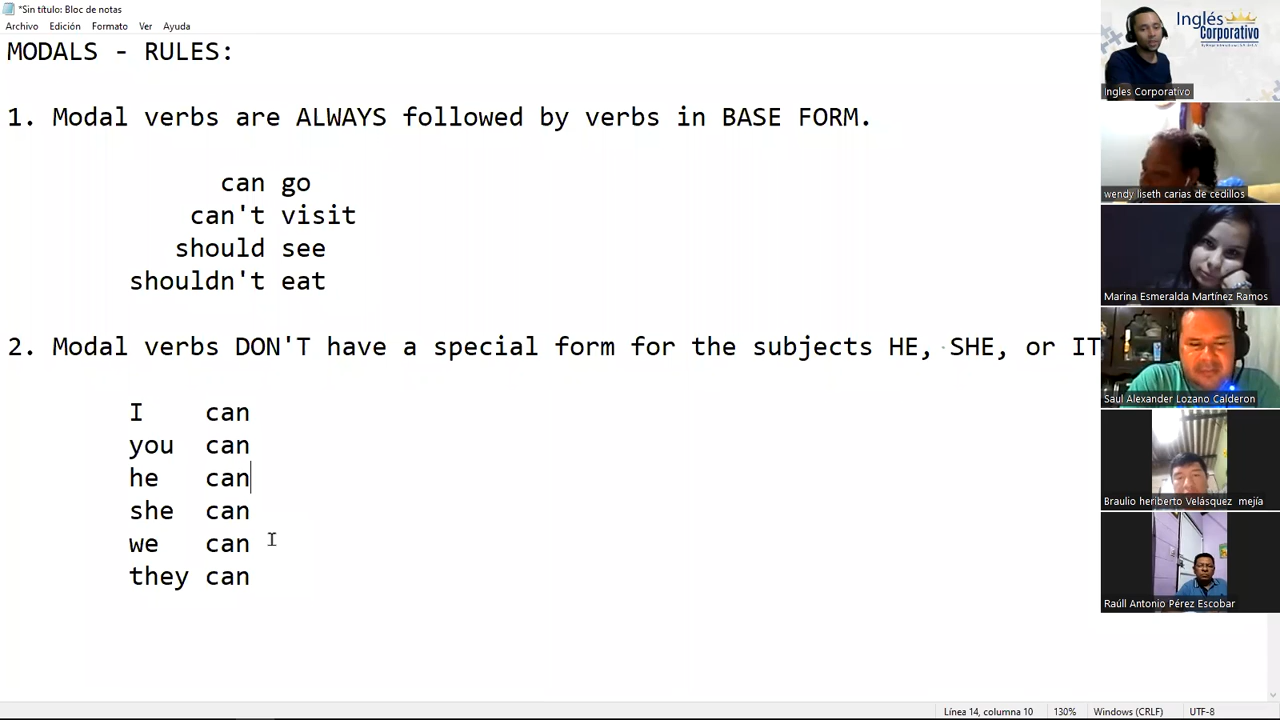 *Sin título: Bloc de notas
Archivo Edición Formato Ver Ayuda
MODALS - RULES:
1. Modal verbs are ALWAYS followed by verbs in BASE FORM.
can go
can't visit
should see
shouldn't eat
2. Modal verbs DON'T have a special form for the subjects HE, SHE, or IT
I can
you can
he can
she can
we can
they can
Línea 14, columna 10 130% Windows (CRLF) UTF-8
Inglés
Corporativo
Ingles Corporativo
wendy liseth carias de cedillos
Marina Esmeralda Martínez Ramos
Saul Alexander Lozano Calderon
Braulio heriberto Velásquez mejía
Raúll Antonio Pérez Escobar